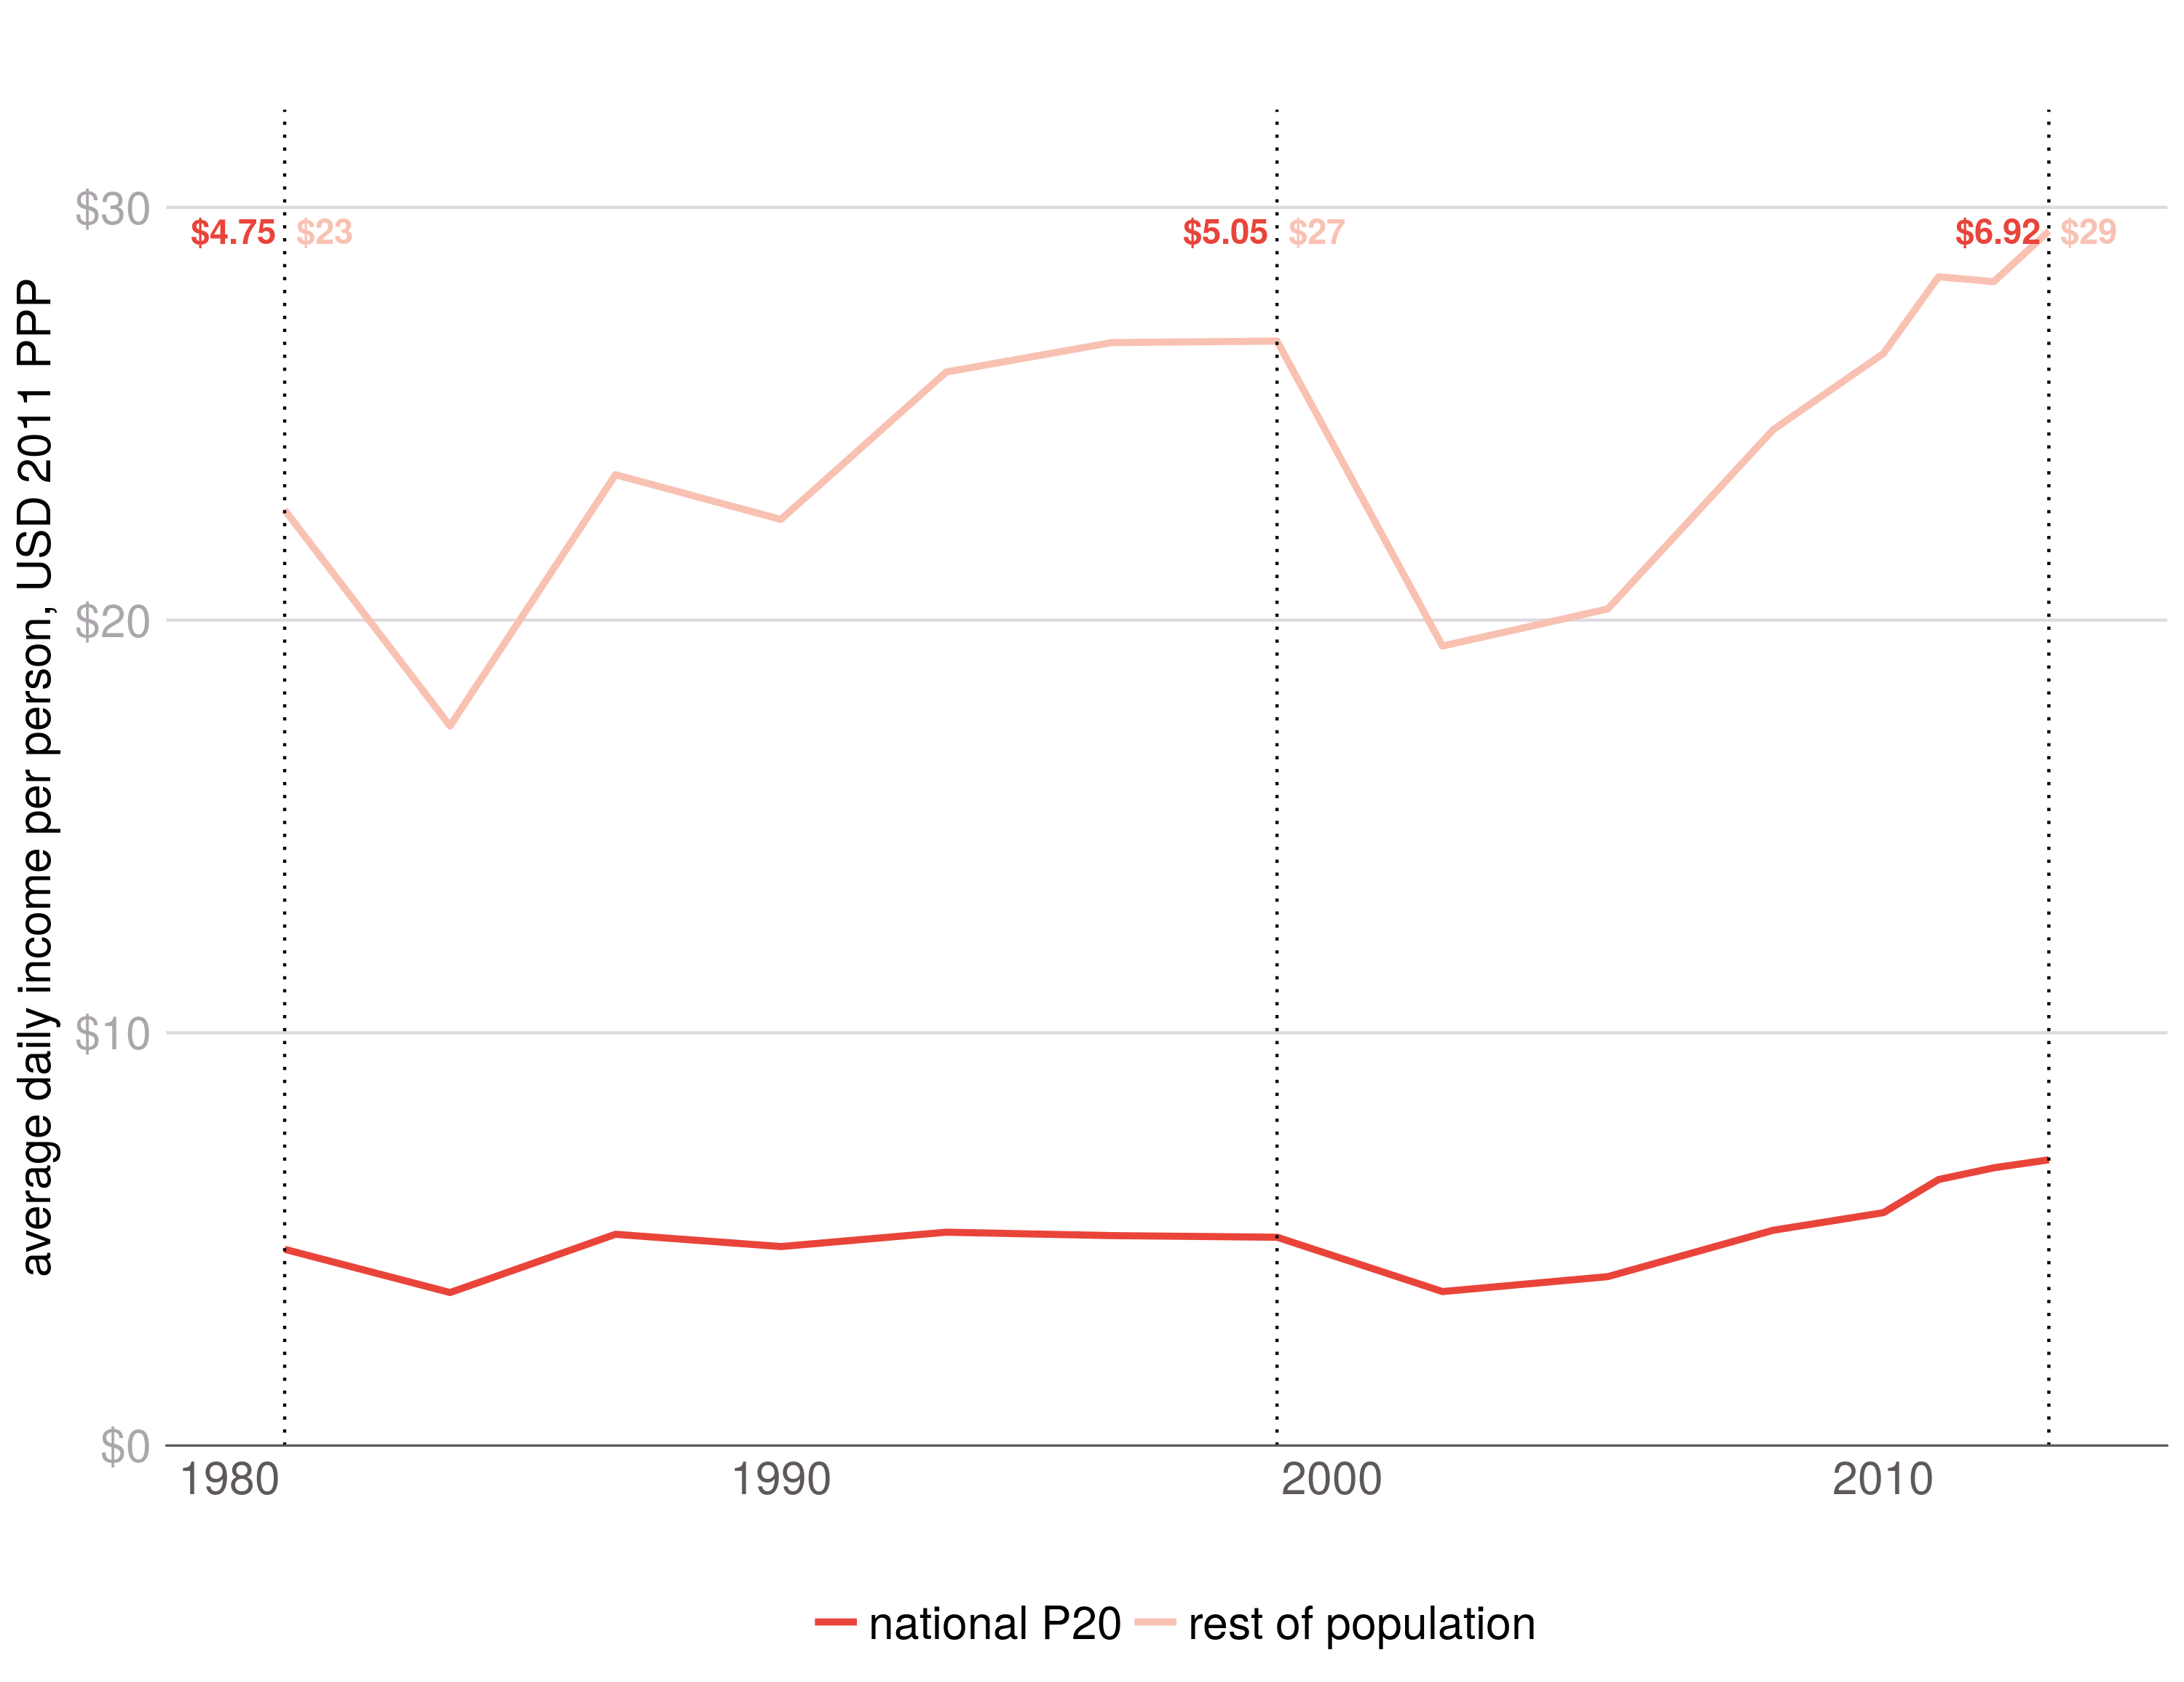 $30
$4.75 $23 $5.05 $27 $6.92 $29
average daily income per person, USD 2011 PPP
$20
$10
$0
1980 1990 2000 2010
national P20 rest of population